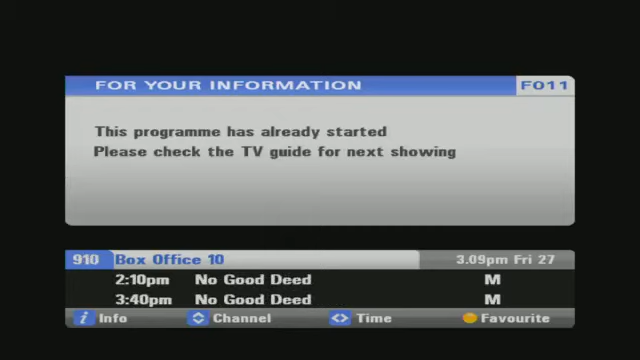 FOR YOUR INFORMATION F011
This programme has already started
Please check the TV guide for next showing
910 Box Office 10 3.09pm Fri 27
2:10pm No Good Deed M
3:40pm No Good Deed M
i Info Channel Time Favourite